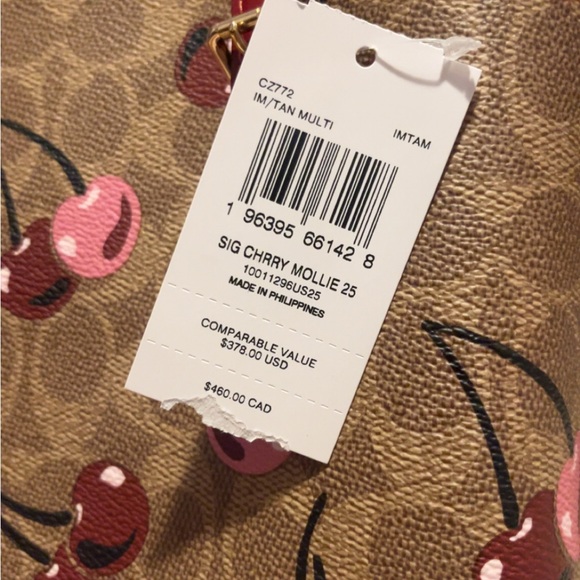 CZ772
IM/TAN MULTI IMTAM
1 96395 66142 8
SIG CHRRY MOLLIE 25
10011296US25
MADE IN PHILIPPINES
COMPARABLE VALUE
$378.00 USD
$460.00 CAD